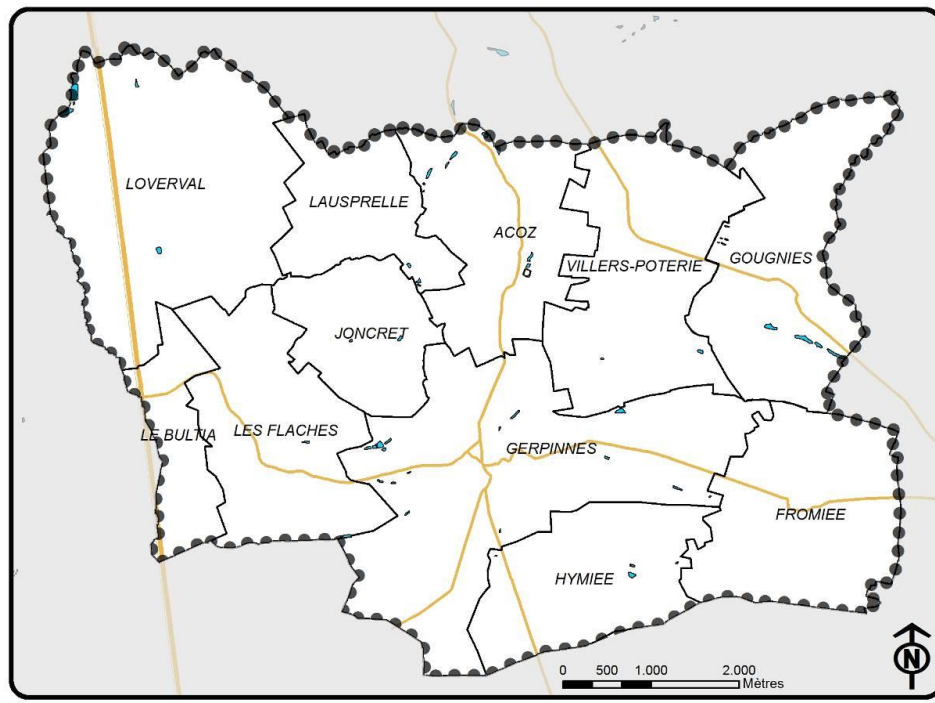 LOVERVAL
LAUSPRELLE
ACOZ
VILLERS-POTERIE
GOUGNIES
JONCRET
LE BULTIA
LES FLACHES
GERPINNES
FROMIEE
HYMIEE
N
0 500 1.000 2.000
Mètres